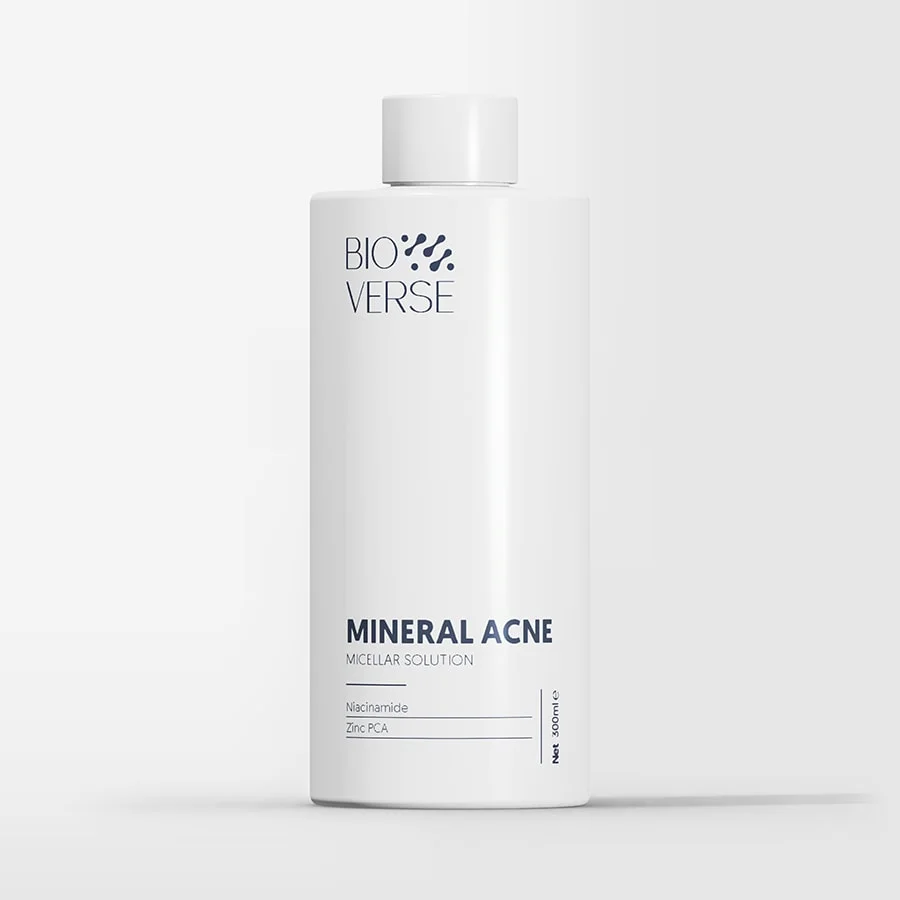 BIO
VERSE
MINERAL ACNE
MICELLAR SOLUTION
Niacinamide
Zinc PCA
Net 300ml ℮